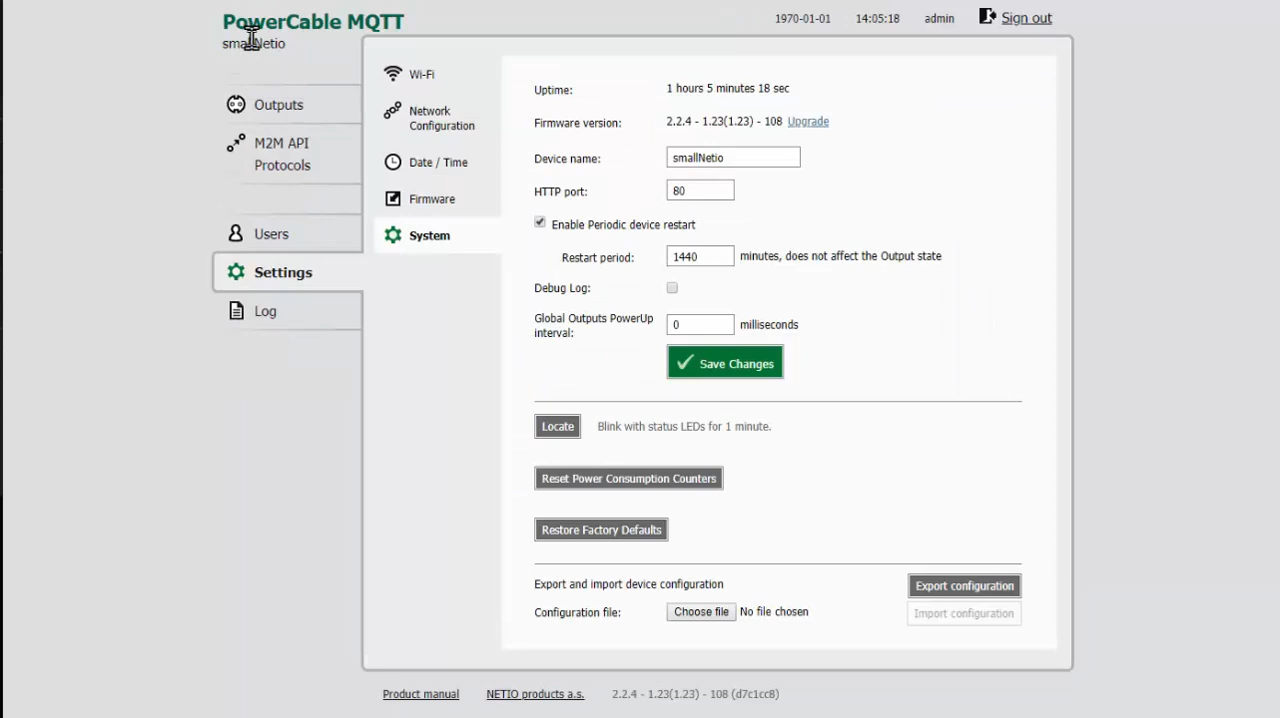 PowerCable MQTT
1970-01-01 14:05:18 admin Sign out
smallNetio
Outputs
M2M API
Protocols
Users
Settings
Log
Wi-Fi
Network
Configuration
Date / Time
Firmware
System
Uptime: 1 hours 5 minutes 18 sec
Firmware version: 2.2.4 - 1.23(1.23) - 108 Upgrade
Device name: smallNetio
HTTP port: 80
Enable Periodic device restart
Restart period: 1440 minutes, does not affect the Output state
Debug Log:
Global Outputs PowerUp
interval: 0 milliseconds
Save Changes
Locate Blink with status LEDs for 1 minute.
Reset Power Consumption Counters
Restore Factory Defaults
Export and import device configuration Export configuration
Configuration file: Choose file No file chosen Import configuration
Product manual NETIO products a.s. 2.2.4 - 1.23(1.23) - 108 (d7c1cc8)